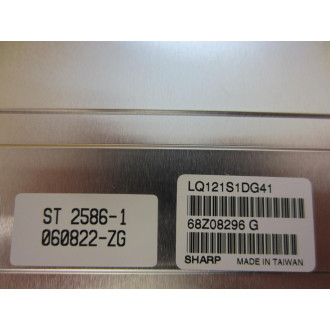 LQ121S1DG41
68Z08296 G
SHARP MADE IN TAIWAN
ST 2586-1
060822-ZG